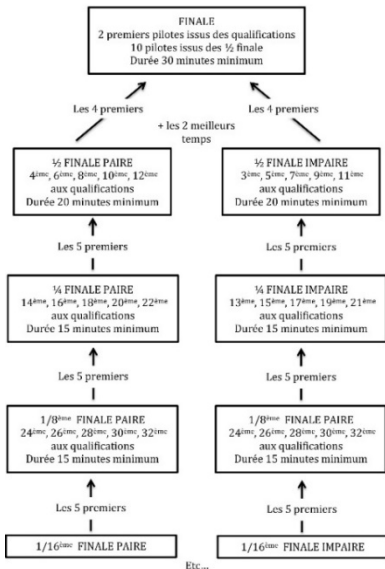 FINALE
2 premiers pilotes issus des qualifications
10 pilotes issus des ½ finale
Durée 30 minutes minimum
Les 4 premiers
Les 4 premiers
+ les 2 meilleurs
temps
½ FINALE PAIRE
4ème, 6ème, 8ème, 10ème, 12ème
aux qualifications
Durée 20 minutes minimum
½ FINALE IMPAIRE
3ème, 5ème, 7ème, 9ème, 11ème
aux qualifications
Durée 20 minutes minimum
Les 5 premiers
Les 5 premiers
¼ FINALE PAIRE
14ème, 16ème, 18ème, 20ème, 22ème
aux qualifications
Durée 15 minutes minimum
¼ FINALE IMPAIRE
13ème, 15ème, 17ème, 19ème, 21ème
aux qualifications
Durée 15 minutes minimum
Les 5 premiers
Les 5 premiers
1/8ème FINALE PAIRE
24ème, 26ème, 28ème, 30ème, 32ème
aux qualifications
Durée 15 minutes minimum
1/8ème FINALE PAIRE
24ème, 26ème, 28ème, 30ème, 32ème
aux qualifications
Durée 15 minutes minimum
Les 5 premiers
Les 5 premiers
1/16ème FINALE PAIRE
1/16ème FINALE IMPAIRE
Etc...